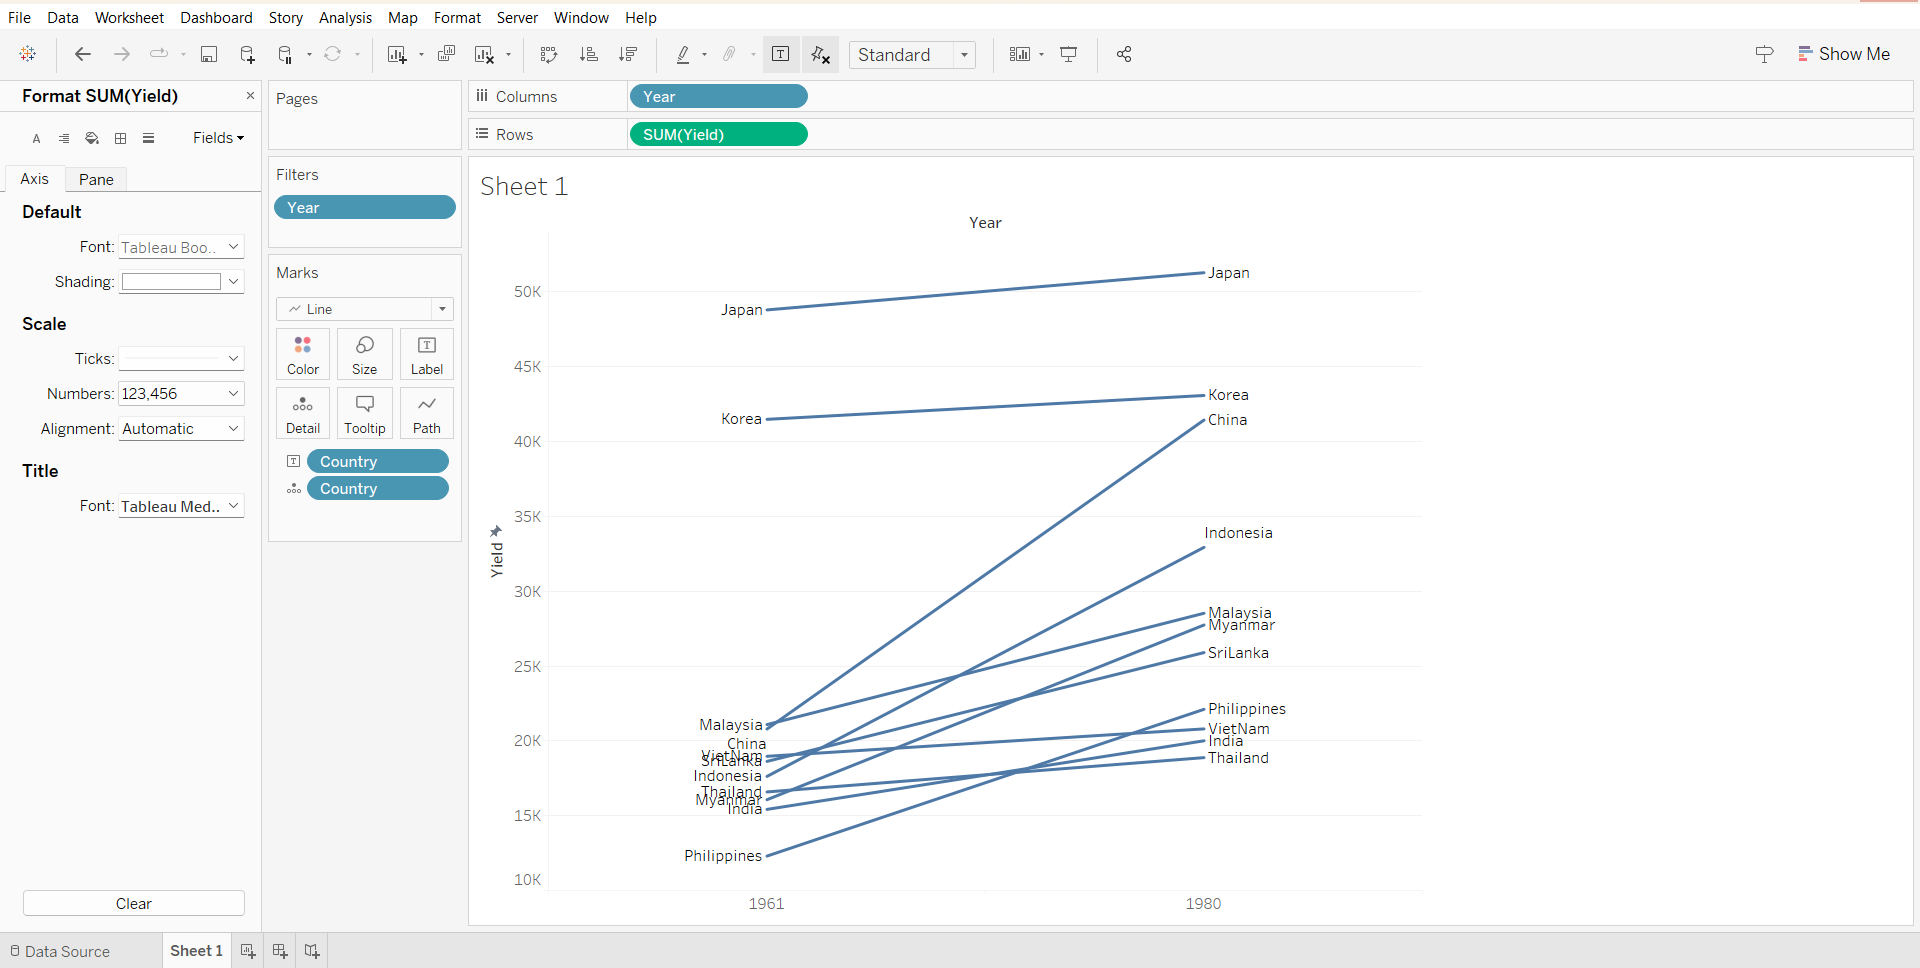 File Data Worksheet Dashboard Story Analysis Map Format Server Window Help
Standard
Show Me
Format SUM(Yield)
Fields
Axis Pane
Default
Font: Tableau Boo..
Shading:
Scale
Ticks:
Numbers: 123,456
Alignment: Automatic
Title
Font: Tableau Med..
Clear
Pages
Filters
Year
Marks
Line
Color Size Label
Detail Tooltip Path
Country
Country
Columns Year
Rows SUM(Yield)
Sheet 1
Year
Yield
50K
45K
40K
35K
30K
25K
20K
15K
10K
Japan
Korea
Malaysia
China
VietNam
SriLanka
Indonesia
Thailand
Myanmar
India
Philippines
Japan
Korea
China
Indonesia
Malaysia
Myanmar
SriLanka
Philippines
VietNam
India
Thailand
1961 1980
Data Source Sheet 1